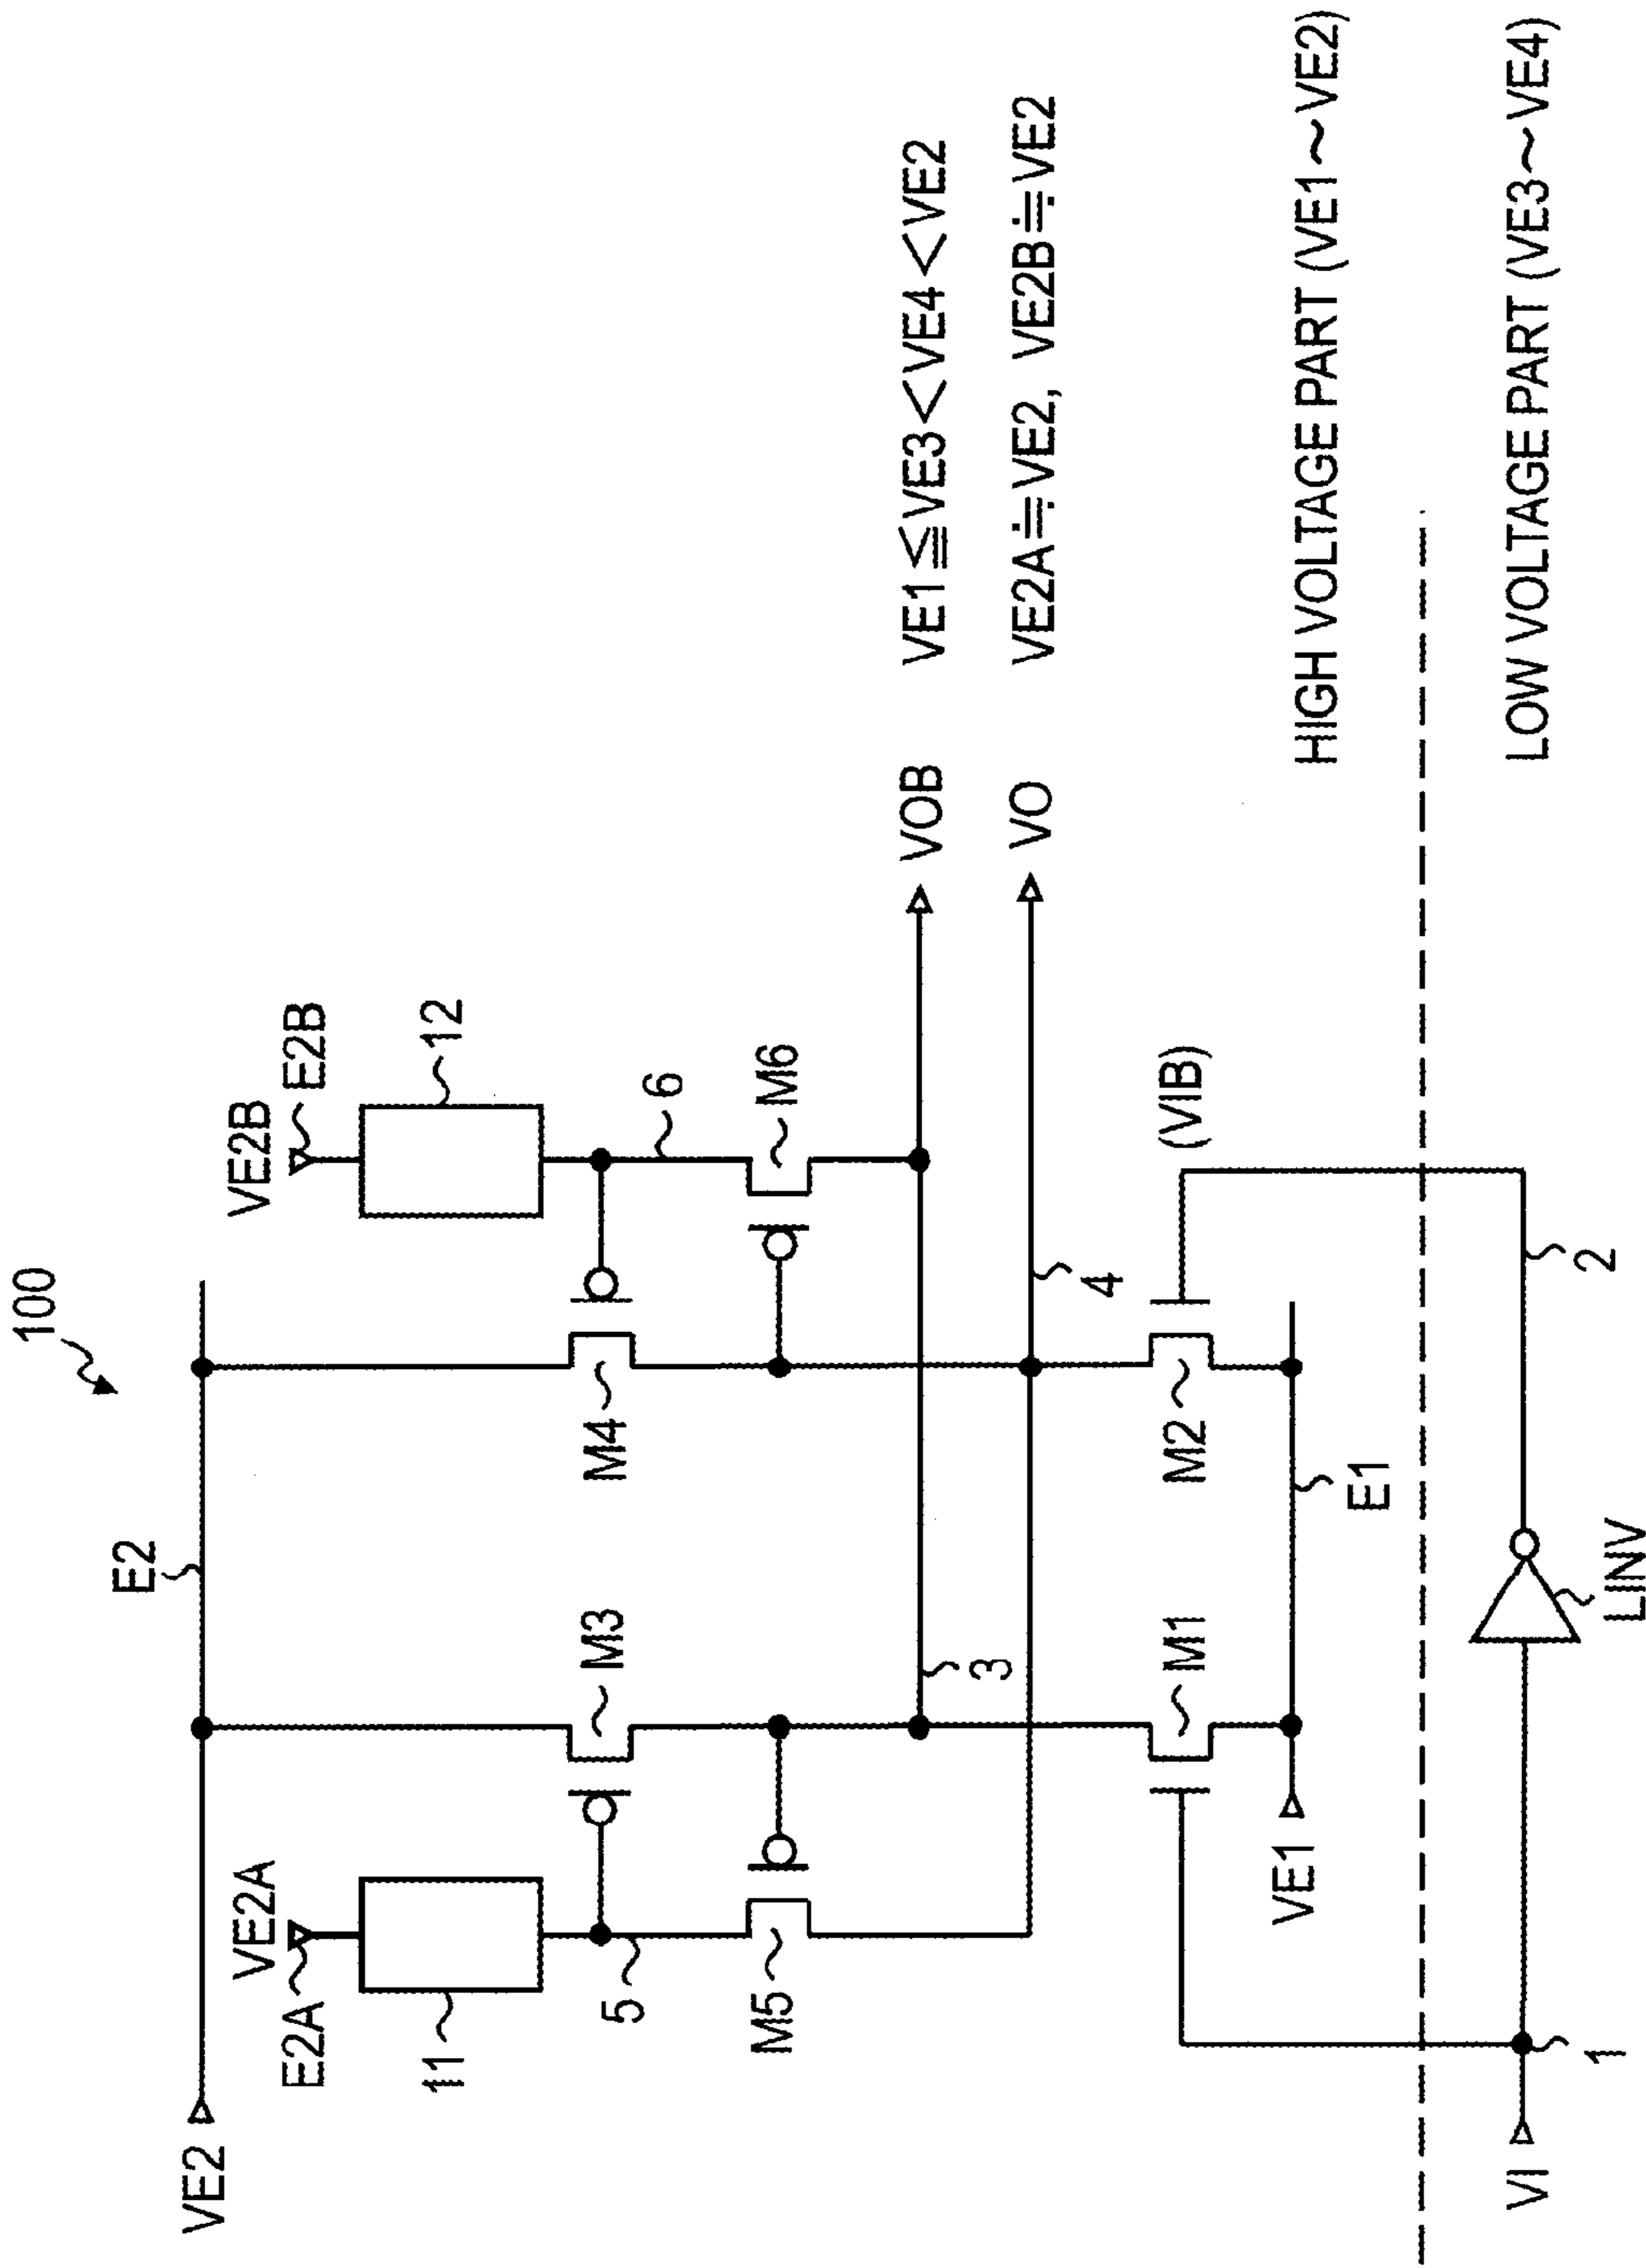 100
VE2
E2
VE2A
E2A
11
5
M5
M3
M4
VE2B
E2B
12
6
M6
3
VOB
VE1≦VE3<VE4<VE2
4
VO
VE2A≒VE2, VE2B≒VE2
M1
M2
(VIB)
VE1
E1
HIGH VOLTAGE PART (VE1～VE2)
VI
1
LINV
2
LOW VOLTAGE PART (VE3～VE4)